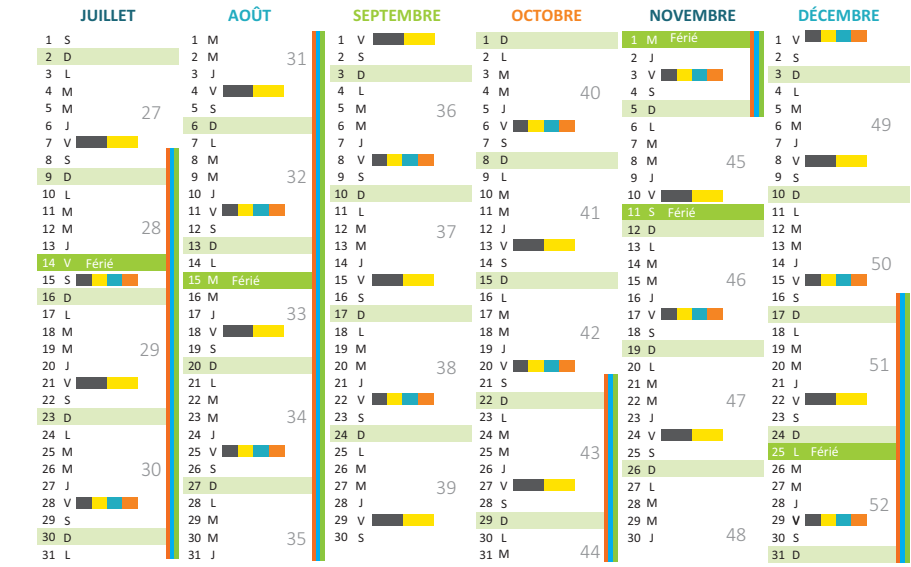 JUILLET
1 S
2 D
3 L
4 M
5 M 27
6 J
7 V
8 S
9 D
10 L
11 M
12 M 28
13 J
14 V Férié
15 S
16 D
17 L
18 M
19 M 29
20 J
21 V
22 S
23 D
24 L
25 M
26 M 30
27 J
28 V
29 S
30 D
31 L
AOÛT
1 M
2 M 31
3 J
4 V
5 S
6 D
7 L
8 M
9 M 32
10 J
11 V
12 S
13 D
14 L
15 M Férié
16 M
17 J 33
18 V
19 S
20 D
21 L
22 M
23 M 34
24 J
25 V
26 S
27 D
28 L
29 M
30 M 35
31 J
SEPTEMBRE
1 V
2 S
3 D
4 L
5 M 36
6 M
7 J
8 V
9 S
10 D
11 L
12 M 37
13 M
14 J
15 V
16 S
17 D
18 L
19 M
20 M 38
21 J
22 V
23 S
24 D
25 L
26 M
27 M 39
28 J
29 V
30 S
OCTOBRE
1 D
2 L
3 M
4 M 40
5 J
6 V
7 S
8 D
9 L
10 M
11 M 41
12 J
13 V
14 S
15 D
16 L
17 M
18 M 42
19 J
20 V
21 S
22 D
23 L
24 M
25 M 43
26 J
27 V
28 S
29 D
30 L
31 M 44
NOVEMBRE
1 M Férié
2 J
3 V
4 S
5 D
6 L
7 M
8 M 45
9 J
10 V
11 S Férié
12 D
13 L
14 M
15 M 46
16 J
17 V
18 S
19 D
20 L
21 M
22 M 47
23 J
24 V
25 S
26 D
27 L
28 M
29 M
30 J 48
DÉCEMBRE
1 V
2 S
3 D
4 L
5 M
6 M 49
7 J
8 V
9 S
10 D
11 L
12 M
13 M
14 J 50
15 V
16 S
17 D
18 L
19 M
20 M 51
21 J
22 V
23 S
24 D
25 L Férié
26 M
27 M
28 J 52
29 V
30 S
31 D